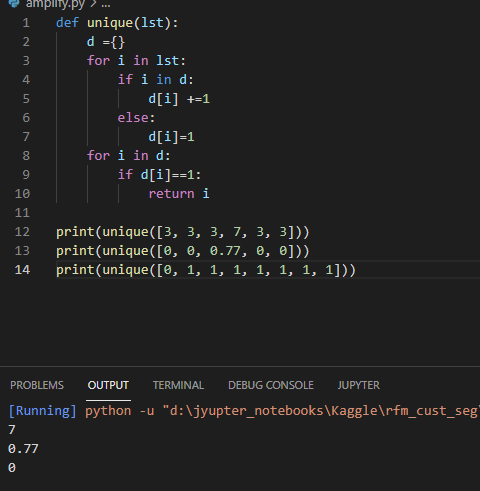 amplify.py > ...
1 def unique(lst):
2     d ={}
3     for i in lst:
4         if i in d:
5             d[i] +=1
6         else:
7             d[i]=1
8     for i in d:
9         if d[i]==1:
10             return i
11
12 print(unique([3, 3, 3, 7, 3, 3]))
13 print(unique([0, 0, 0.77, 0, 0]))
14 print(unique([0, 1, 1, 1, 1, 1, 1, 1]))
PROBLEMS OUTPUT TERMINAL DEBUG CONSOLE JUPYTER
[Running] python -u "d:\jyupter_notebooks\Kaggle\rfm_cust_seg
7
0.77
0